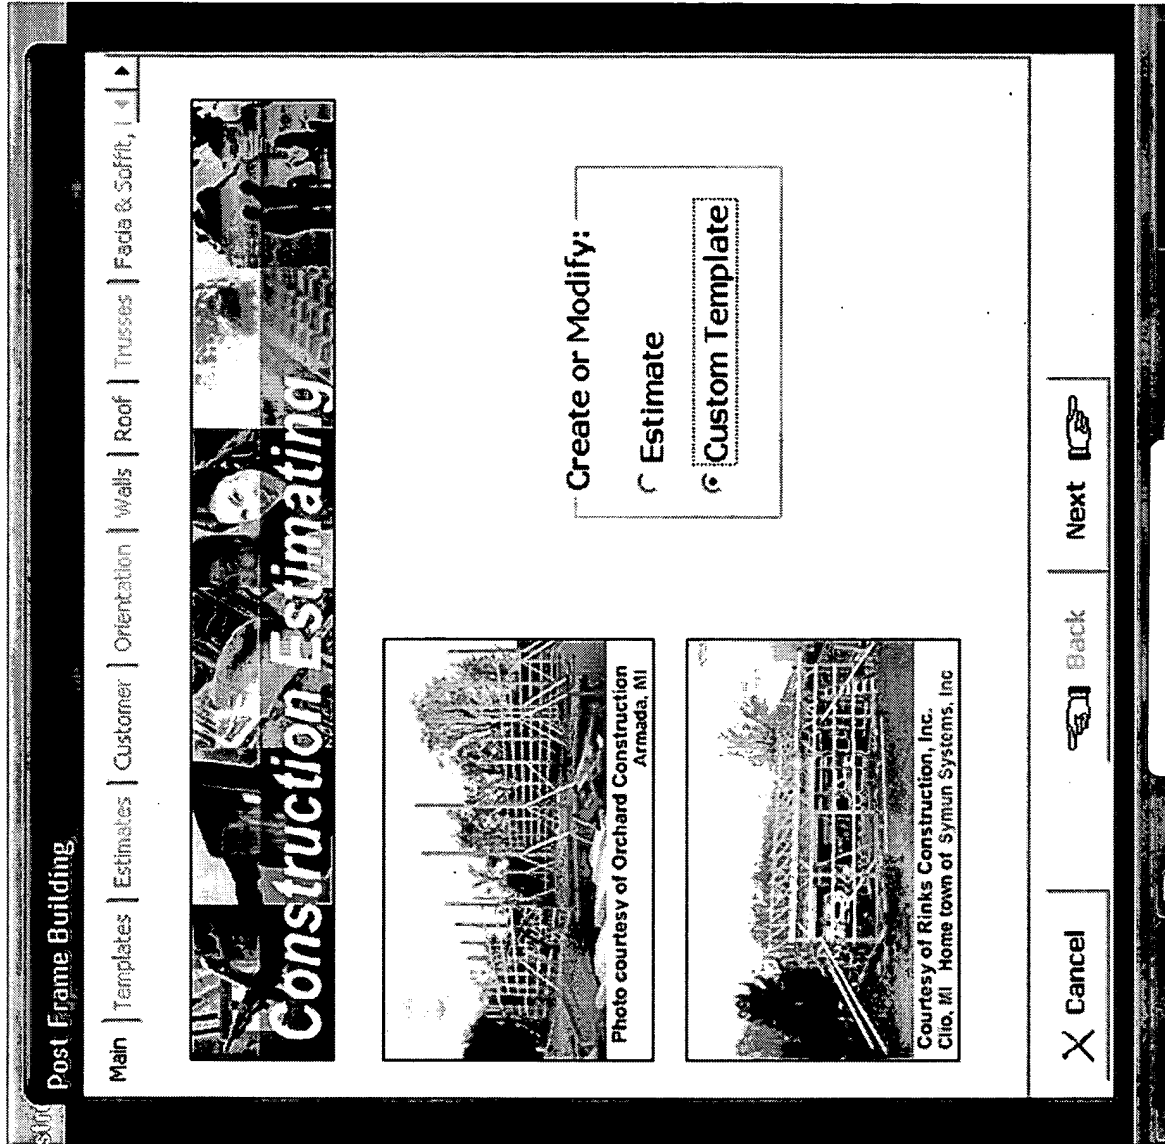 Post Frame Building
Main | Templates | Estimates | Customer | Orientation | Walls | Roof | Trusses | Facia & Soffit,
Construction Estimating
Photo courtesy of Orchard Construction
Armada, MI
Courtesy of Rinks Construction, Inc.
Clio, MI Home town of Symun Systems, Inc
Create or Modify:
Estimate
Custom Template
Cancel
Back
Next